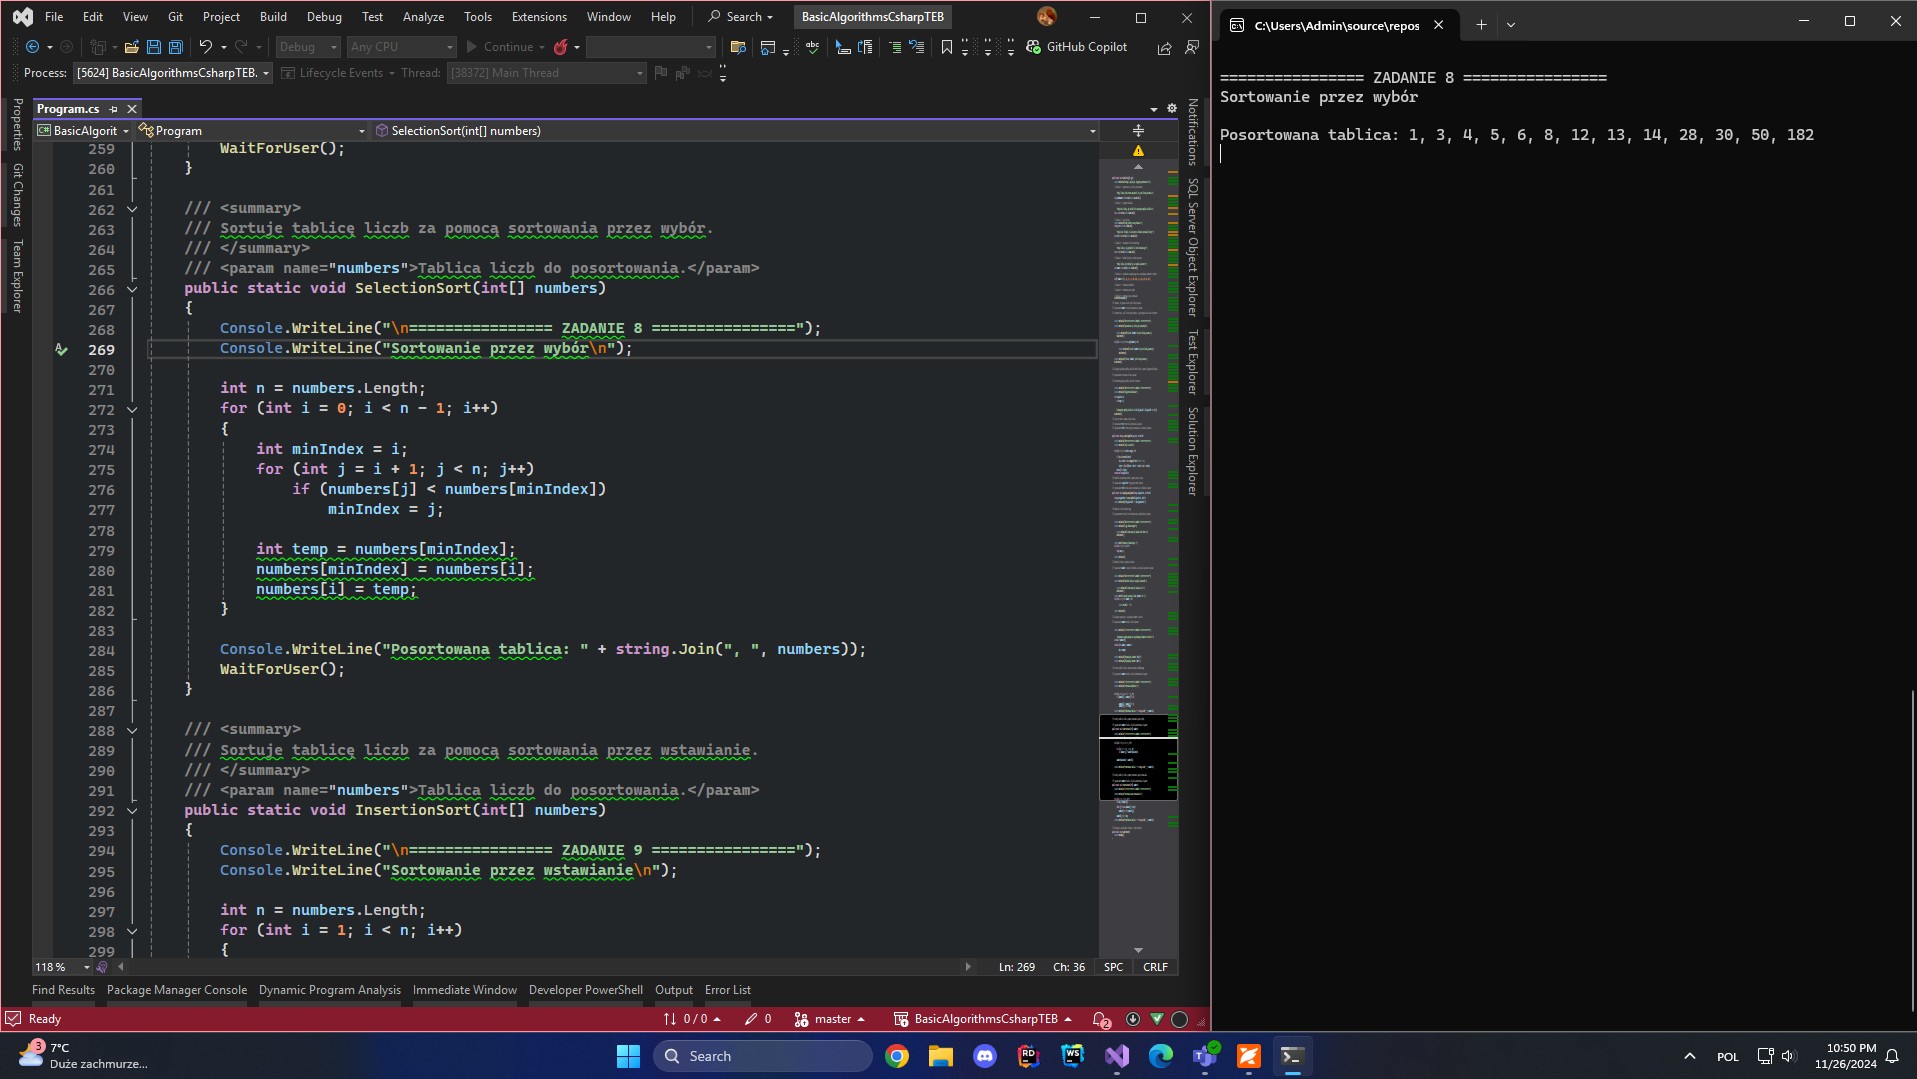 File Edit View Git Project Build Debug Test Analyze Tools Extensions Window Help Search BasicAlgorithmsCsharpTEB
Debug Any CPU Continue GitHub Copilot
Process: [5624] BasicAlgorithmsCsharpTEB. Lifecycle Events Thread: [38372] Main Thread
Properties
Git Changes
Team Explorer
Program.cs
C# BasicAlgorit Program SelectionSort(int[] numbers)
259 WaitForUser();
260 }
261
262 /// <summary>
263 /// Sortuje tablicę liczb za pomocą sortowania przez wybór.
264 /// </summary>
265 /// <param name="numbers">Tablica liczb do posortowania.</param>
266 public static void SelectionSort(int[] numbers)
267 {
268 Console.WriteLine("\n================ ZADANIE 8 ================");
269 Console.WriteLine("Sortowanie przez wybór\n");
270
271 int n = numbers.Length;
272 for (int i = 0; i < n - 1; i++)
273 {
274 int minIndex = i;
275 for (int j = i + 1; j < n; j++)
276 if (numbers[j] < numbers[minIndex])
277 minIndex = j;
278
279 int temp = numbers[minIndex];
280 numbers[minIndex] = numbers[i];
281 numbers[i] = temp;
282 }
283
284 Console.WriteLine("Posortowana tablica: " + string.Join(", ", numbers));
285 WaitForUser();
286 }
287
288 /// <summary>
289 /// Sortuje tablicę liczb za pomocą sortowania przez wstawianie.
290 /// </summary>
291 /// <param name="numbers">Tablica liczb do posortowania.</param>
292 public static void InsertionSort(int[] numbers)
293 {
294 Console.WriteLine("\n================ ZADANIE 9 ================");
295 Console.WriteLine("Sortowanie przez wstawianie\n");
296
297 int n = numbers.Length;
298 for (int i = 1; i < n; i++)
299 {
Notifications
SQL Server Object Explorer
Test Explorer
Solution Explorer
118 % Ln: 269 Ch: 36 SPC CRLF
Find Results Package Manager Console Dynamic Program Analysis Immediate Window Developer PowerShell Output Error List
Ready 0 / 0 0 master BasicAlgorithmsCsharpTEB 2
C:\Users\Admin\source\repos
================ ZADANIE 8 ================
Sortowanie przez wybór
Posortowana tablica: 1, 3, 4, 5, 6, 8, 12, 13, 14, 28, 30, 50, 182
3 7°C
Duże zachmurze...
Search
RD
WS
POL
10:50 PM
11/26/2024